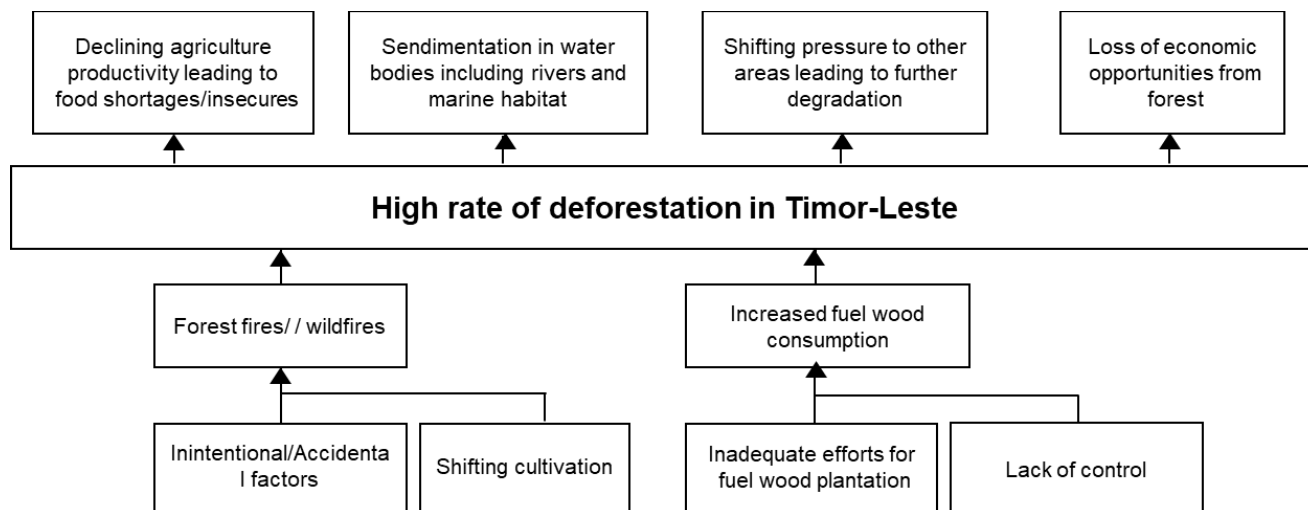 Declining agriculture
productivity leading to
food shortages/insecures
Sendimentation in water
bodies including rivers and
marine habitat
Shifting pressure to other
areas leading to further
degradation
Loss of economic
opportunities from
forest
High rate of deforestation in Timor-Leste
Forest fires/ / wildfires
Increased fuel wood
consumption
Inintentional/Accidenta
l factors
Shifting cultivation
Inadequate efforts for
fuel wood plantation
Lack of control